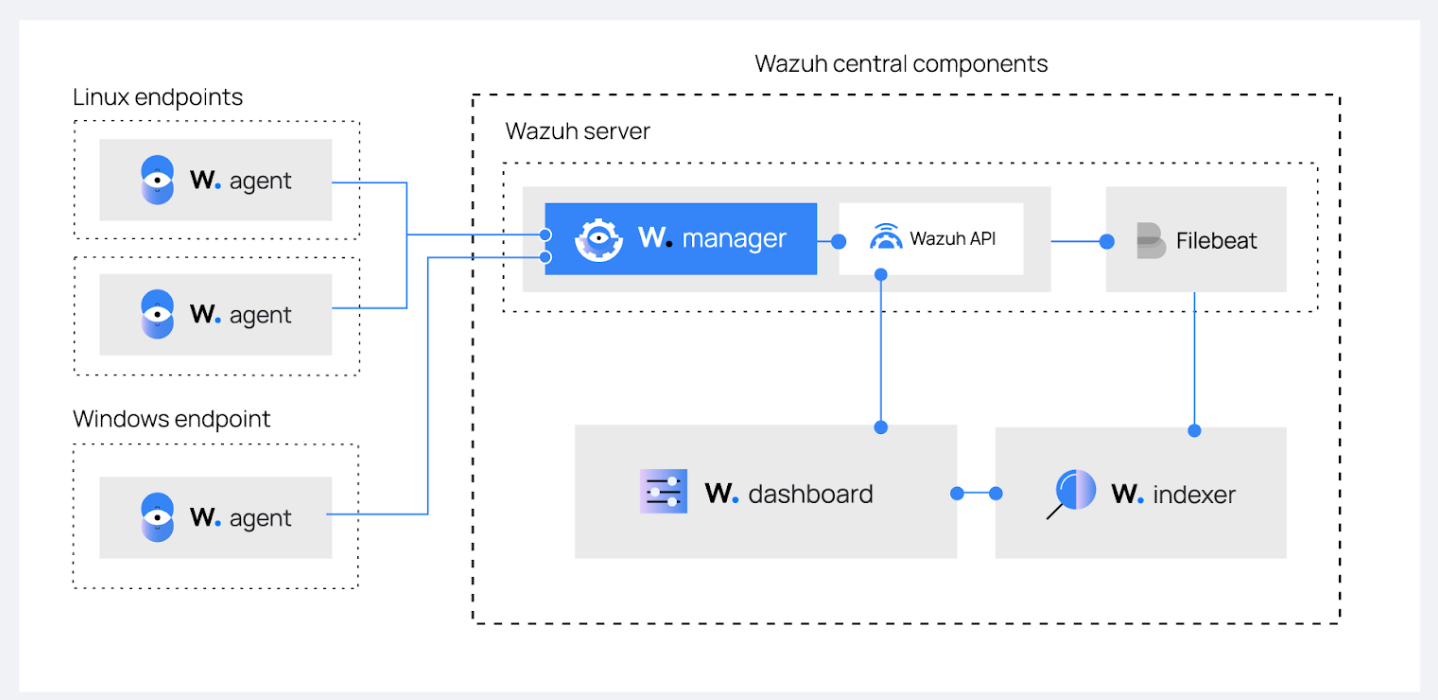 Wazuh central components
Linux endpoints
Wazuh server
W. agent
W. manager
Wazuh API
Filebeat
W. agent
Windows endpoint
W. agent
W. dashboard
W. indexer